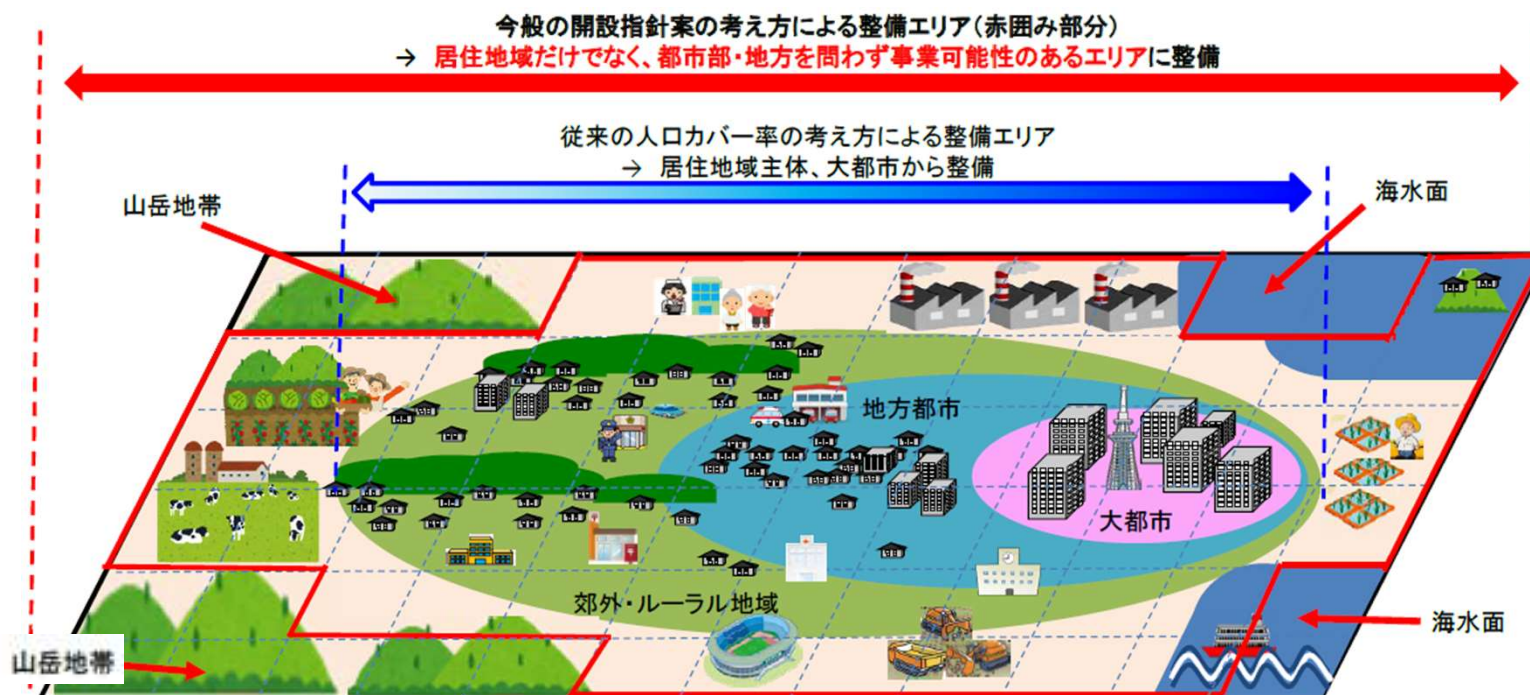 今般の開設指針案の考え方による整備エリア（赤囲み部分）
→ 居住地域だけでなく、都市部・地方を問わず事業可能性のあるエリアに整備
従来の人口カバー率の考え方による整備エリア
→ 居住地域主体、大都市から整備
山岳地帯
海水面
地方都市
大都市
郊外・ルーラル地域
海水面
山岳地帯